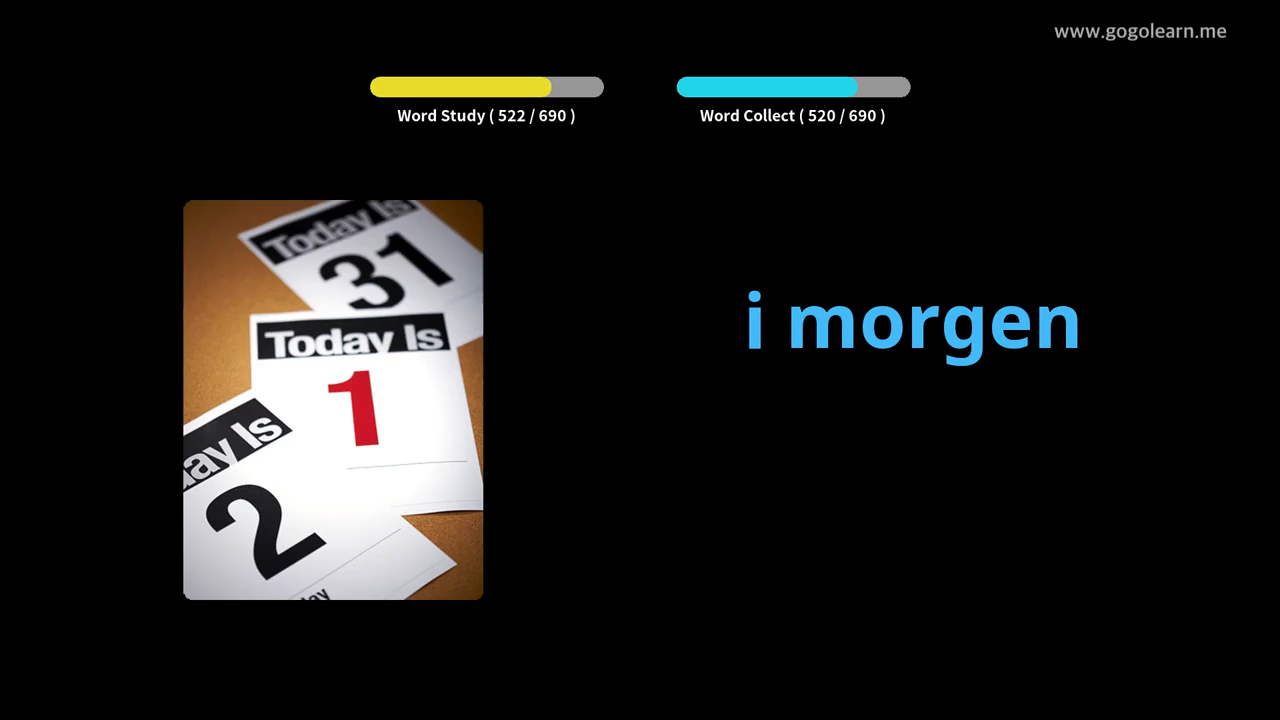 www.gogolearn.me
Word Study ( 522 / 690 )
Word Collect ( 520 / 690 )
Today Is
31
Today Is
1
ay Is
2
i morgen